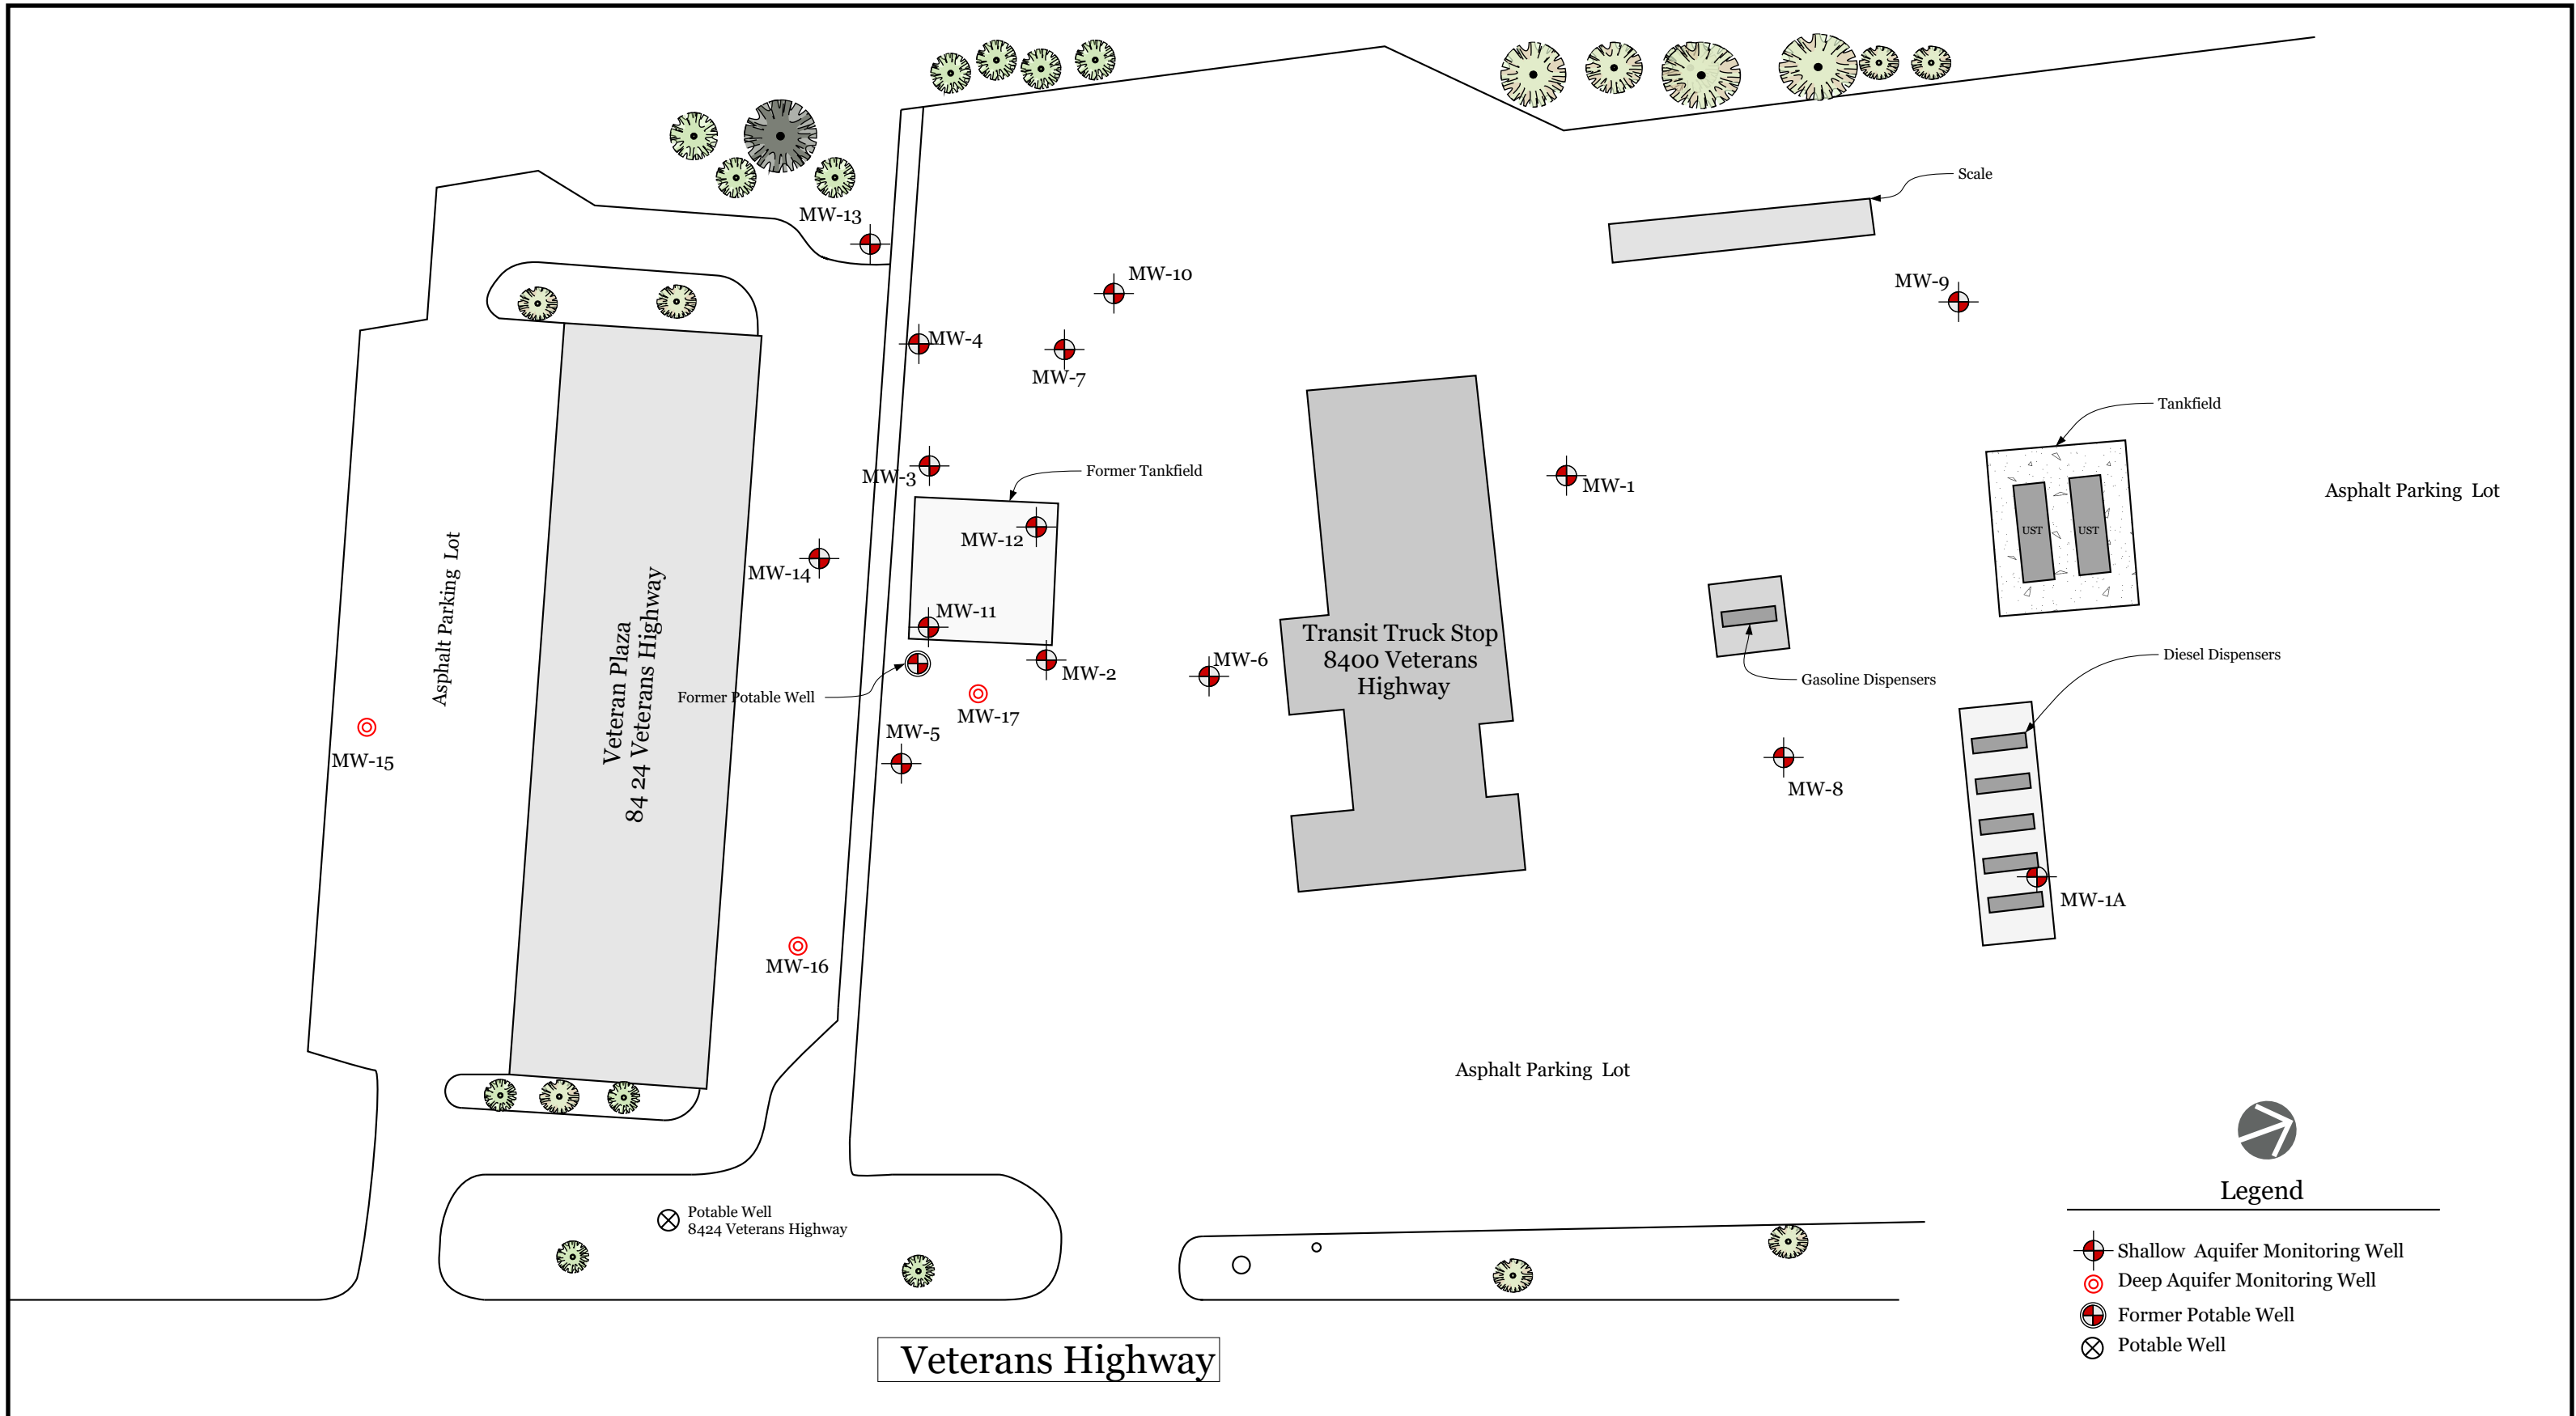 MW-13
Scale
MW-10
MW-9
MW-4
MW-7
Tankfield
MW-3
Former Tankfield
MW-1
Asphalt Parking Lot
MW-12
UST
UST
MW-14
Asphalt Parking Lot
Veteran Plaza
84 24 Veterans Highway
MW-11
Transit Truck Stop
8400 Veterans
Highway
MW-6
Diesel Dispensers
MW-2
Gasoline Dispensers
Former Potable Well
MW-17
MW-5
MW-15
MW-8
MW-1A
MW-16
Asphalt Parking Lot
Legend
Potable Well
8424 Veterans Highway
Shallow Aquifer Monitoring Well
Deep Aquifer Monitoring Well
Former Potable Well
Potable Well
Veterans Highway